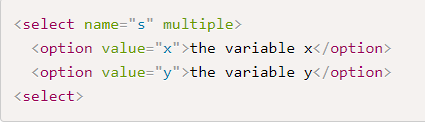 <select name="s" multiple>
<option value="x">the variable x</option>
<option value="y">the variable y</option>
<select>